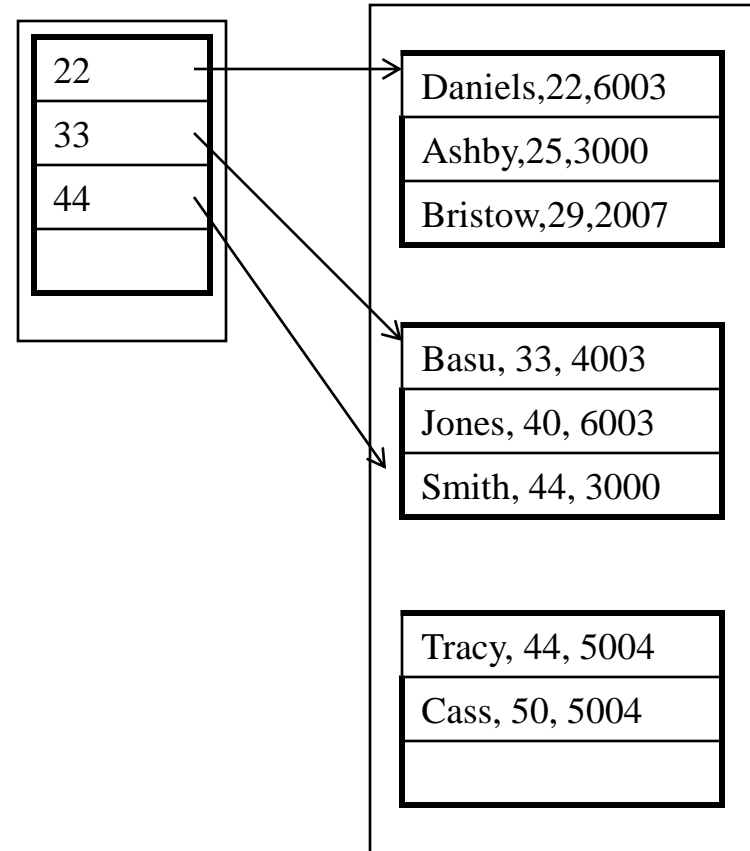 22
33
44
Daniels,22,6003
Ashby,25,3000
Bristow,29,2007
Basu, 33, 4003
Jones, 40, 6003
Smith, 44, 3000
Tracy, 44, 5004
Cass, 50, 5004